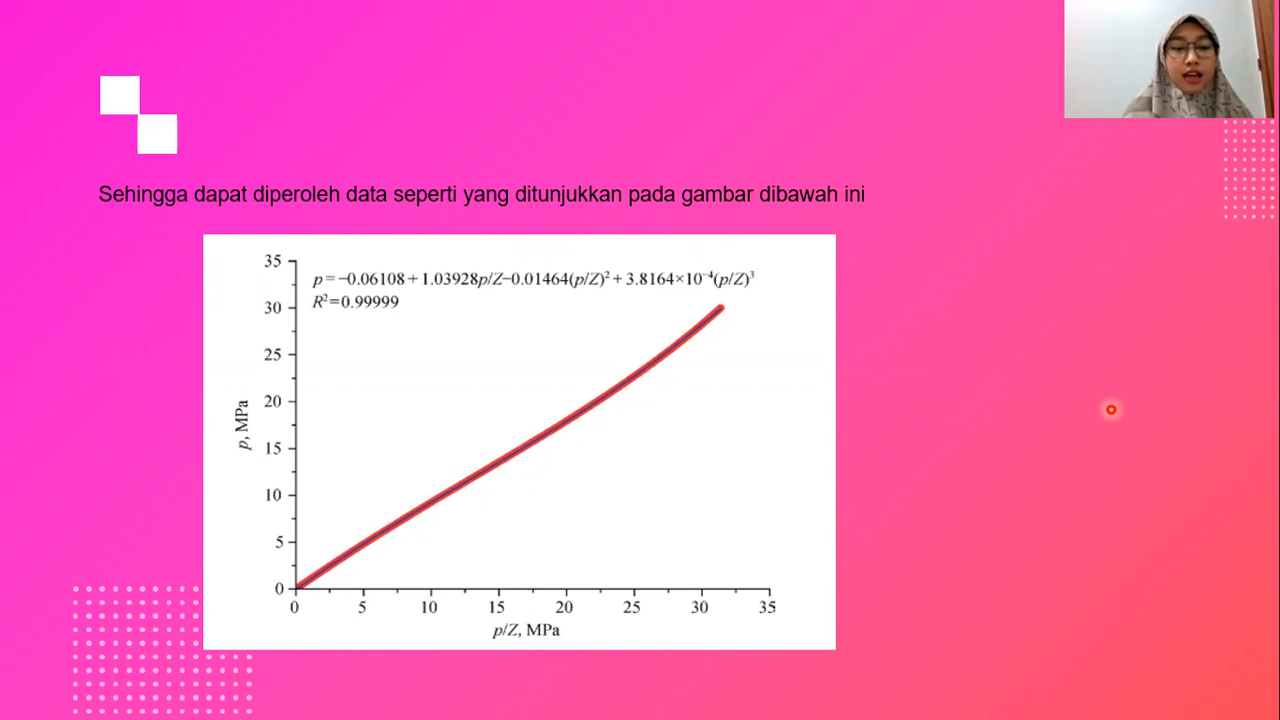 Sehingga dapat diperoleh data seperti yang ditunjukkan pada gambar dibawah ini
p=−0.06108+1.03928p/Z−0.01464(p/Z)²+3.8164×10⁻⁴(p/Z)³
R²=0.99999
35
30
25
20
15
10
5
0
p, MPa
0 5 10 15 20 25 30 35
p/Z, MPa